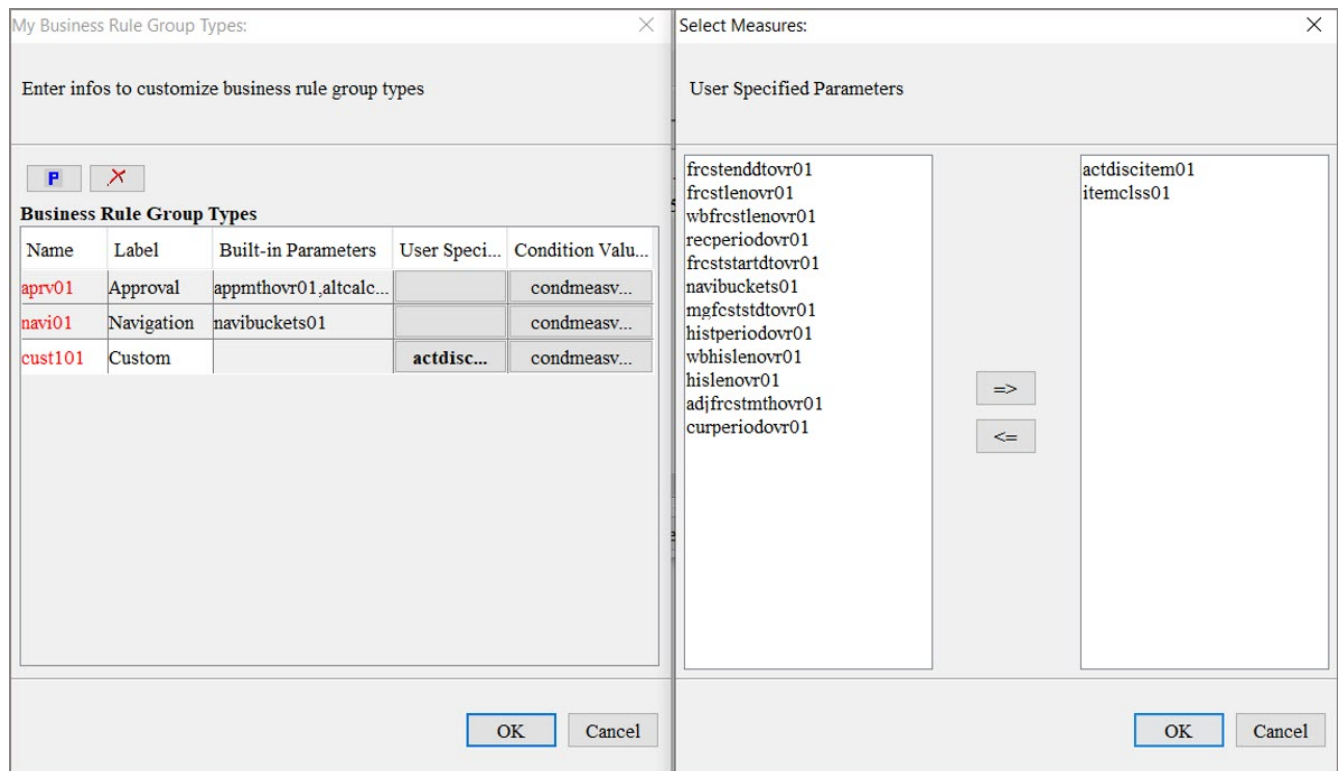 My Business Rule Group Types:
Enter infos to customize business rule group types
P
Business Rule Group Types
Name Label Built-in Parameters User Speci... Condition Valu...
aprv01 Approval appmthovr01,altcalc... condmeasv...
navi01 Navigation navibuckets01 condmeasv...
cust101 Custom actdisc... condmeasv...
OK Cancel
Select Measures:
User Specified Parameters
frcstenddtovr01
frcstlenovr01
wbfrcstlenovr01
recperiodovr01
frcststartdtovr01
navibuckets01
mgfcststdtovr01
histperiodovr01
wbhislenovr01
hislenovr01
adjfrcstmthovr01
curperiodovr01
=>
<=
actdiscitem01
itemclss01
OK Cancel